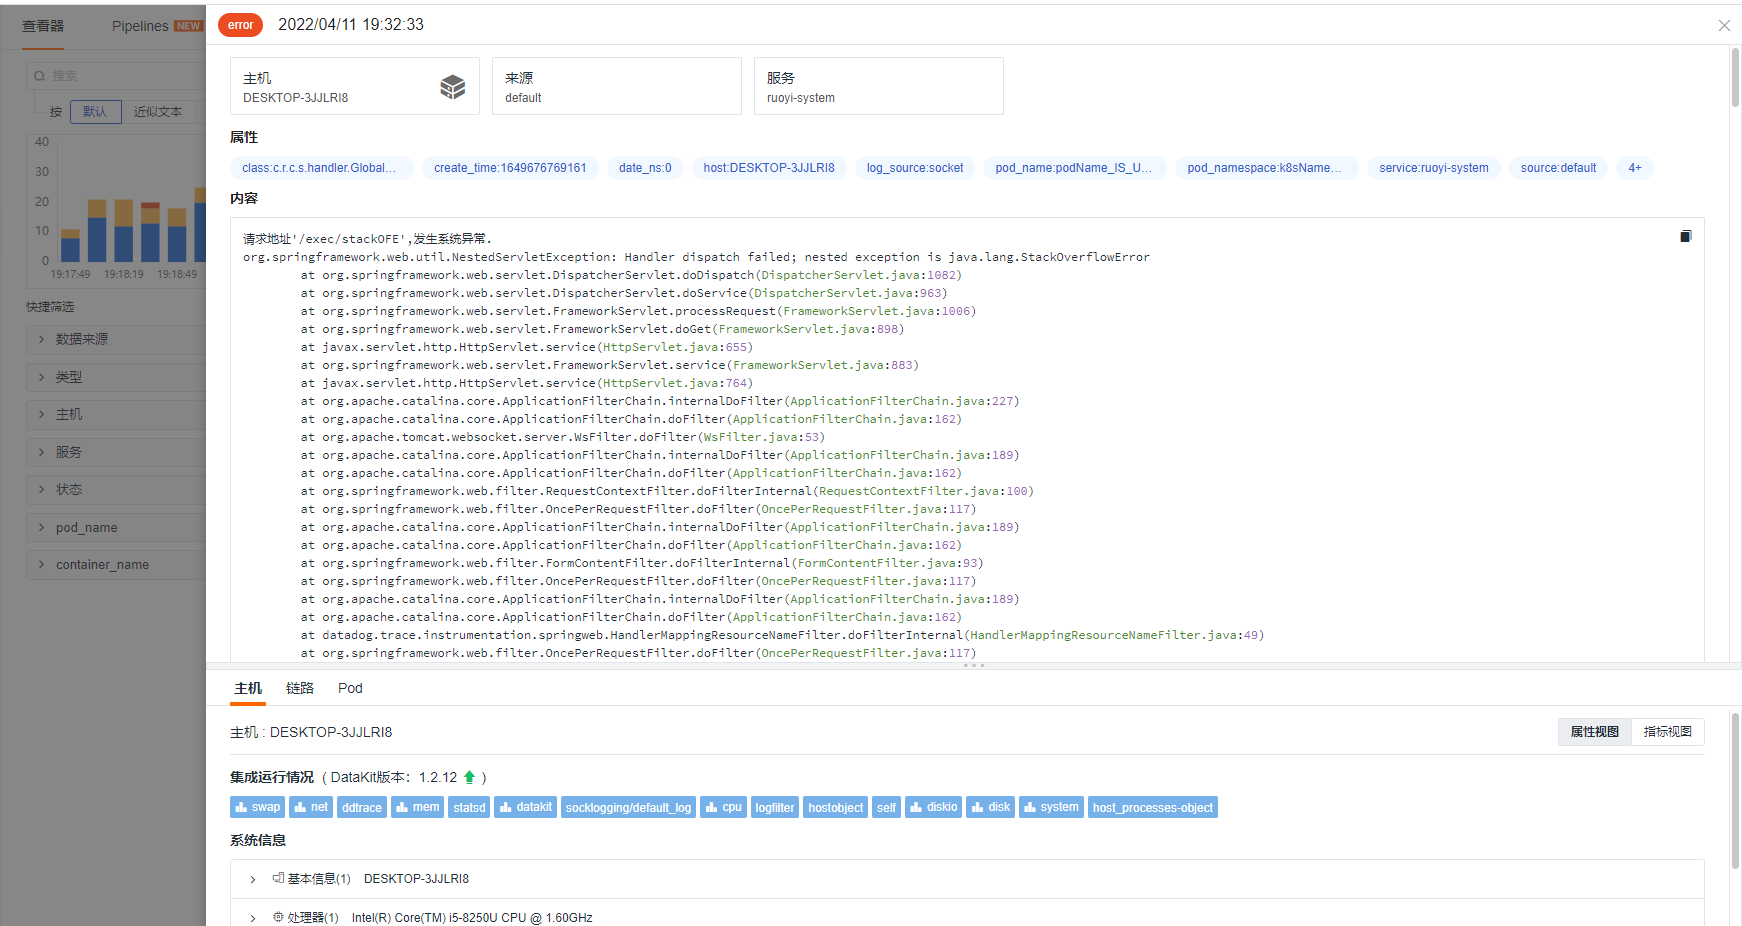 查看器
Pipelines NEW
搜索
按 默认 近似文本
40
30
20
10
0
19:17:49 19:18:19 19:18:49
快捷筛选
数据来源
类型
主机
服务
状态
pod_name
container_name
error 2022/04/11 19:32:33
主机
DESKTOP-3JJLRI8
来源
default
服务
ruoyi-system
属性
class:c.r.c.s.handler.Global... create_time:1649676769161 date_ns:0 host:DESKTOP-3JJLRI8 log_source:socket pod_name:podName_IS_U... pod_namespace:k8sName... service:ruoyi-system source:default 4+
内容
请求地址'/exec/stackOFE',发生系统异常.
org.springframework.web.util.NestedServletException: Handler dispatch failed; nested exception is java.lang.StackOverflowError
at org.springframework.web.servlet.DispatcherServlet.doDispatch(DispatcherServlet.java:1082)
at org.springframework.web.servlet.DispatcherServlet.doService(DispatcherServlet.java:963)
at org.springframework.web.servlet.FrameworkServlet.processRequest(FrameworkServlet.java:1006)
at org.springframework.web.servlet.FrameworkServlet.doGet(FrameworkServlet.java:898)
at javax.servlet.http.HttpServlet.service(HttpServlet.java:655)
at org.springframework.web.servlet.FrameworkServlet.service(FrameworkServlet.java:883)
at javax.servlet.http.HttpServlet.service(HttpServlet.java:764)
at org.apache.catalina.core.ApplicationFilterChain.internalDoFilter(ApplicationFilterChain.java:227)
at org.apache.catalina.core.ApplicationFilterChain.doFilter(ApplicationFilterChain.java:162)
at org.apache.tomcat.websocket.server.WsFilter.doFilter(WsFilter.java:53)
at org.apache.catalina.core.ApplicationFilterChain.internalDoFilter(ApplicationFilterChain.java:189)
at org.apache.catalina.core.ApplicationFilterChain.doFilter(ApplicationFilterChain.java:162)
at org.springframework.web.filter.RequestContextFilter.doFilterInternal(RequestContextFilter.java:100)
at org.springframework.web.filter.OncePerRequestFilter.doFilter(OncePerRequestFilter.java:117)
at org.apache.catalina.core.ApplicationFilterChain.internalDoFilter(ApplicationFilterChain.java:189)
at org.apache.catalina.core.ApplicationFilterChain.doFilter(ApplicationFilterChain.java:162)
at org.springframework.web.filter.FormContentFilter.doFilterInternal(FormContentFilter.java:93)
at org.springframework.web.filter.OncePerRequestFilter.doFilter(OncePerRequestFilter.java:117)
at org.apache.catalina.core.ApplicationFilterChain.internalDoFilter(ApplicationFilterChain.java:189)
at org.apache.catalina.core.ApplicationFilterChain.doFilter(ApplicationFilterChain.java:162)
at datadog.trace.instrumentation.springweb.HandlerMappingResourceNameFilter.doFilterInternal(HandlerMappingResourceNameFilter.java:49)
at org.springframework.web.filter.OncePerRequestFilter.doFilter(OncePerRequestFilter.java:117)
主机 链路 Pod
主机 : DESKTOP-3JJLRI8
属性视图 指标视图
集成运行情况 ( DataKit版本：1.2.12 )
swap net ddtrace mem statsd datakit socklogging/default_log cpu logfilter hostobject self diskio disk system host_processes-object
系统信息
基本信息(1) DESKTOP-3JJLRI8
处理器(1) Intel(R) Core(TM) i5-8250U CPU @ 1.60GHz